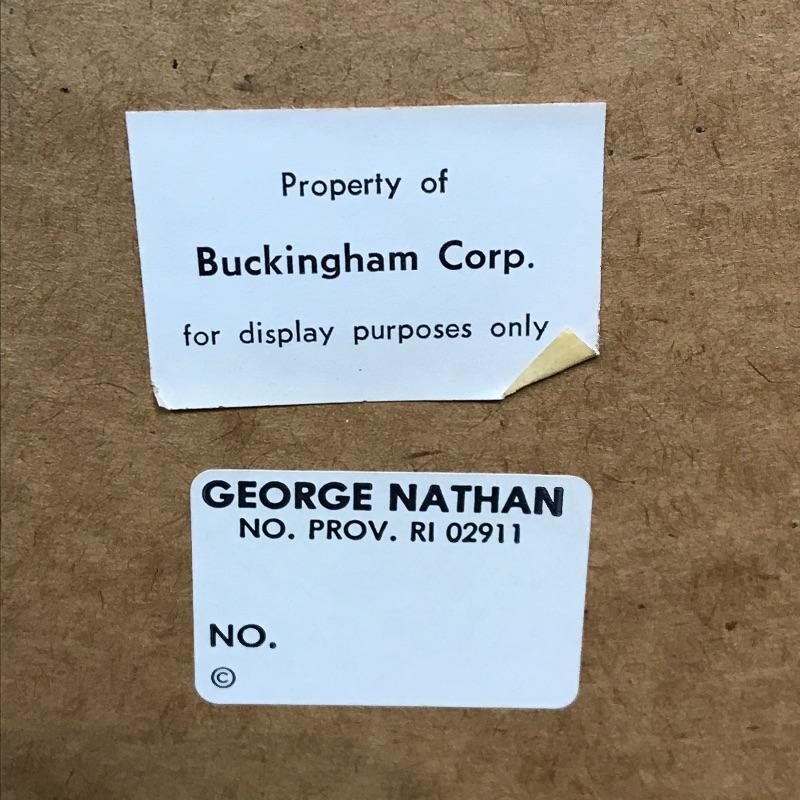 Property of
Buckingham Corp.
for display purposes only
GEORGE NATHAN
NO. PROV. RI 02911
NO.
©